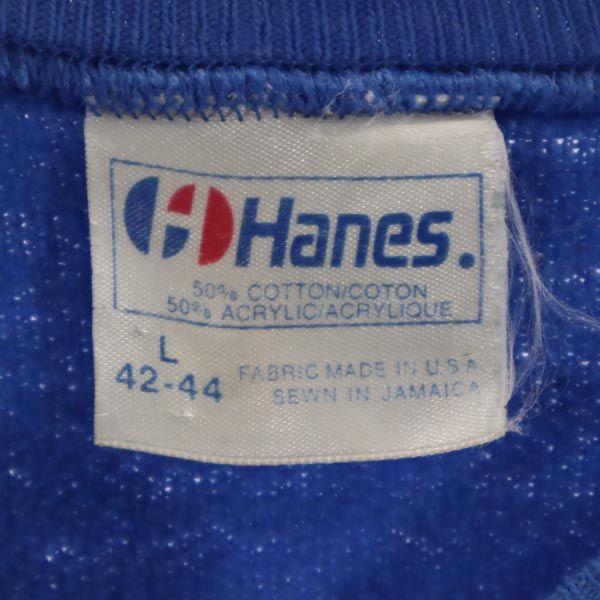 Hanes.
50% COTTON/COTON
50% ACRYLIC/ACRYLIQUE
L
42-44
FABRIC MADE IN U.S.A
SEWN IN JAMAICA